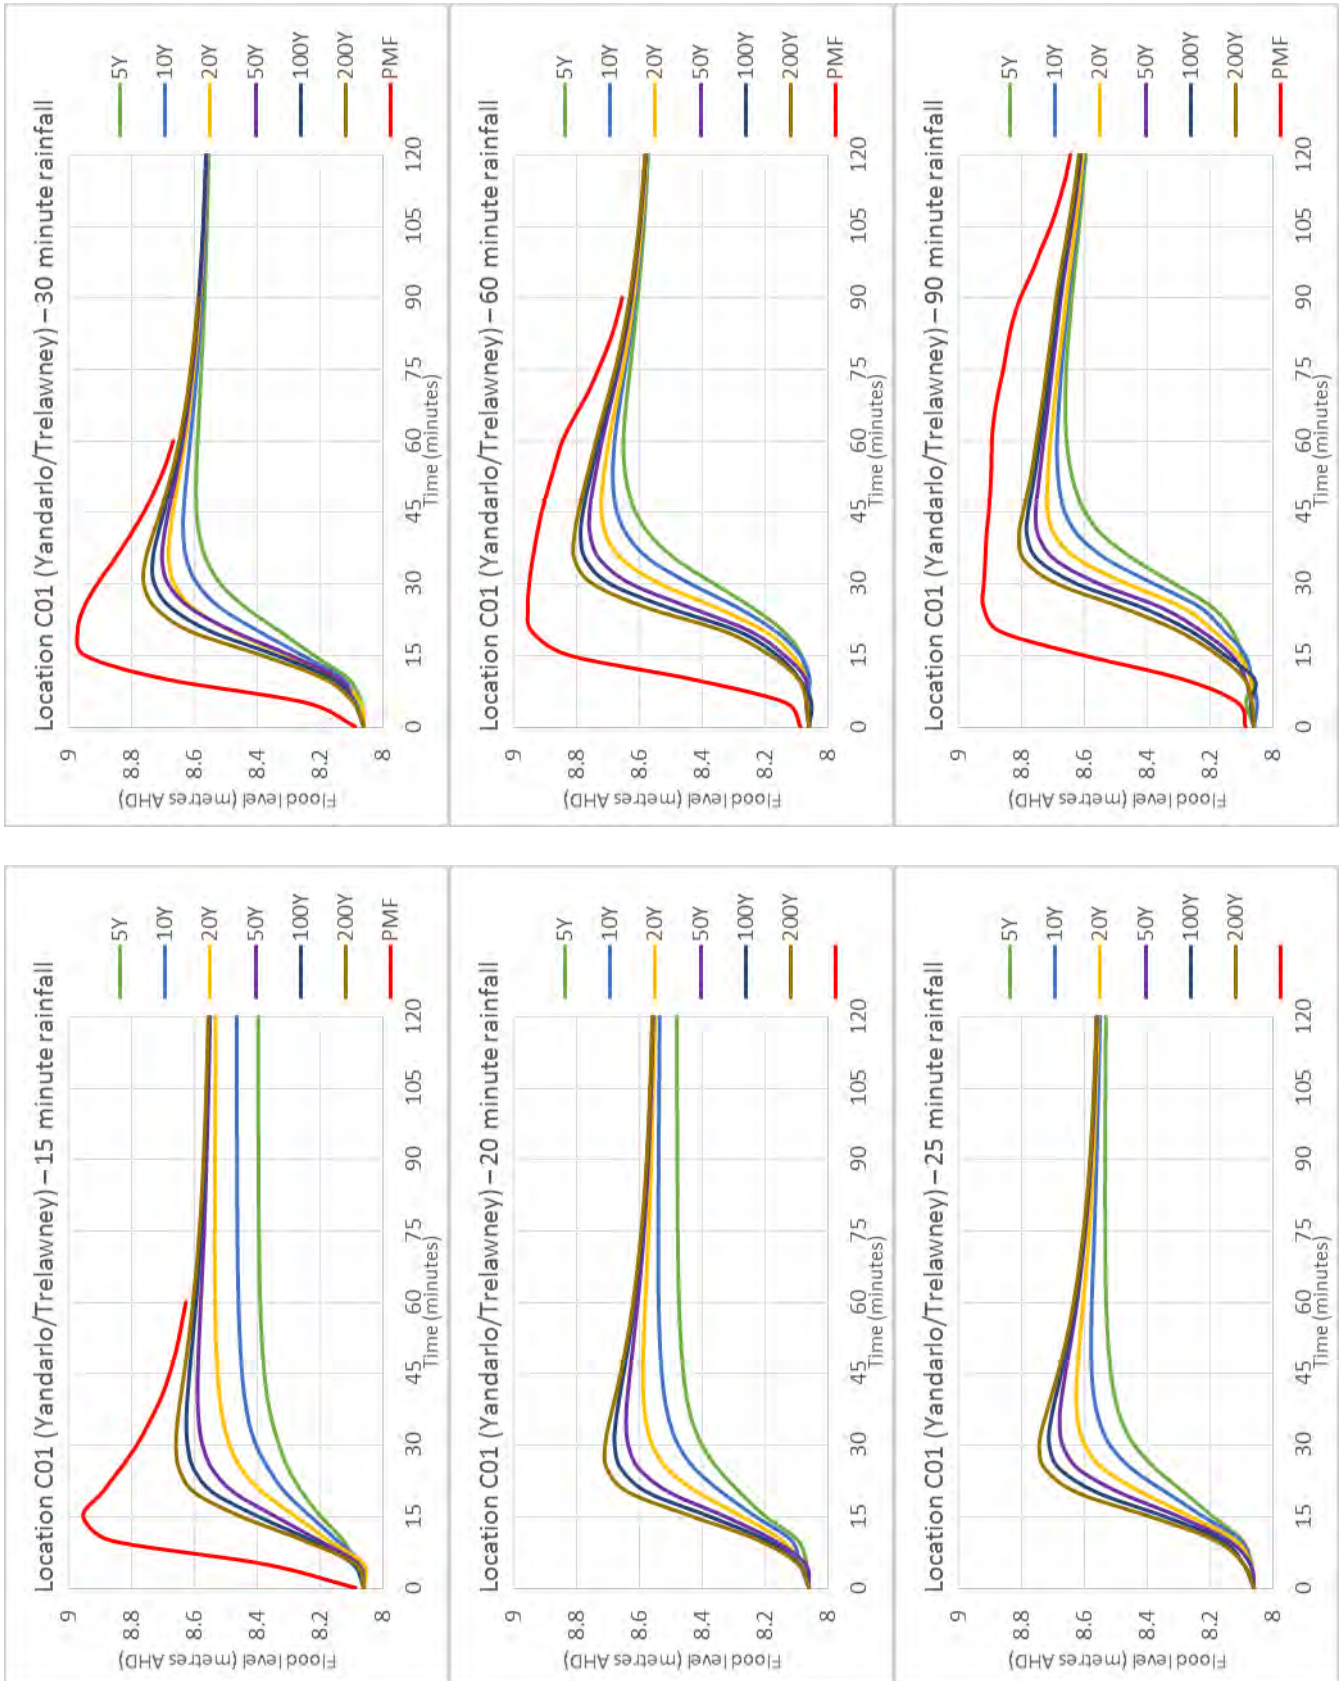 Location C01 (Yandarlo/Trelawney) – 15 minute rainfall
Flood level (metres AHD)
9
8.8
8.6
8.4
8.2
8
0 15 30 45 60 75 90 105 120
Time (minutes)
5Y
10Y
20Y
50Y
100Y
200Y
PMF
Location C01 (Yandarlo/Trelawney) – 30 minute rainfall
Flood level (metres AHD)
9
8.8
8.6
8.4
8.2
8
0 15 30 45 60 75 90 105 120
Time (minutes)
5Y
10Y
20Y
50Y
100Y
200Y
PMF
Location C01 (Yandarlo/Trelawney) – 20 minute rainfall
Flood level (metres AHD)
9
8.8
8.6
8.4
8.2
8
0 15 30 45 60 75 90 105 120
Time (minutes)
5Y
10Y
20Y
50Y
100Y
200Y
Location C01 (Yandarlo/Trelawney) – 60 minute rainfall
Flood level (metres AHD)
9
8.8
8.6
8.4
8.2
8
0 15 30 45 60 75 90 105 120
Time (minutes)
5Y
10Y
20Y
50Y
100Y
200Y
PMF
Location C01 (Yandarlo/Trelawney) – 25 minute rainfall
Flood level (metres AHD)
9
8.8
8.6
8.4
8.2
8
0 15 30 45 60 75 90 105 120
Time (minutes)
5Y
10Y
20Y
50Y
100Y
200Y
Location C01 (Yandarlo/Trelawney) – 90 minute rainfall
Flood level (metres AHD)
9
8.8
8.6
8.4
8.2
8
0 15 30 45 60 75 90 105 120
Time (minutes)
5Y
10Y
20Y
50Y
100Y
200Y
PMF